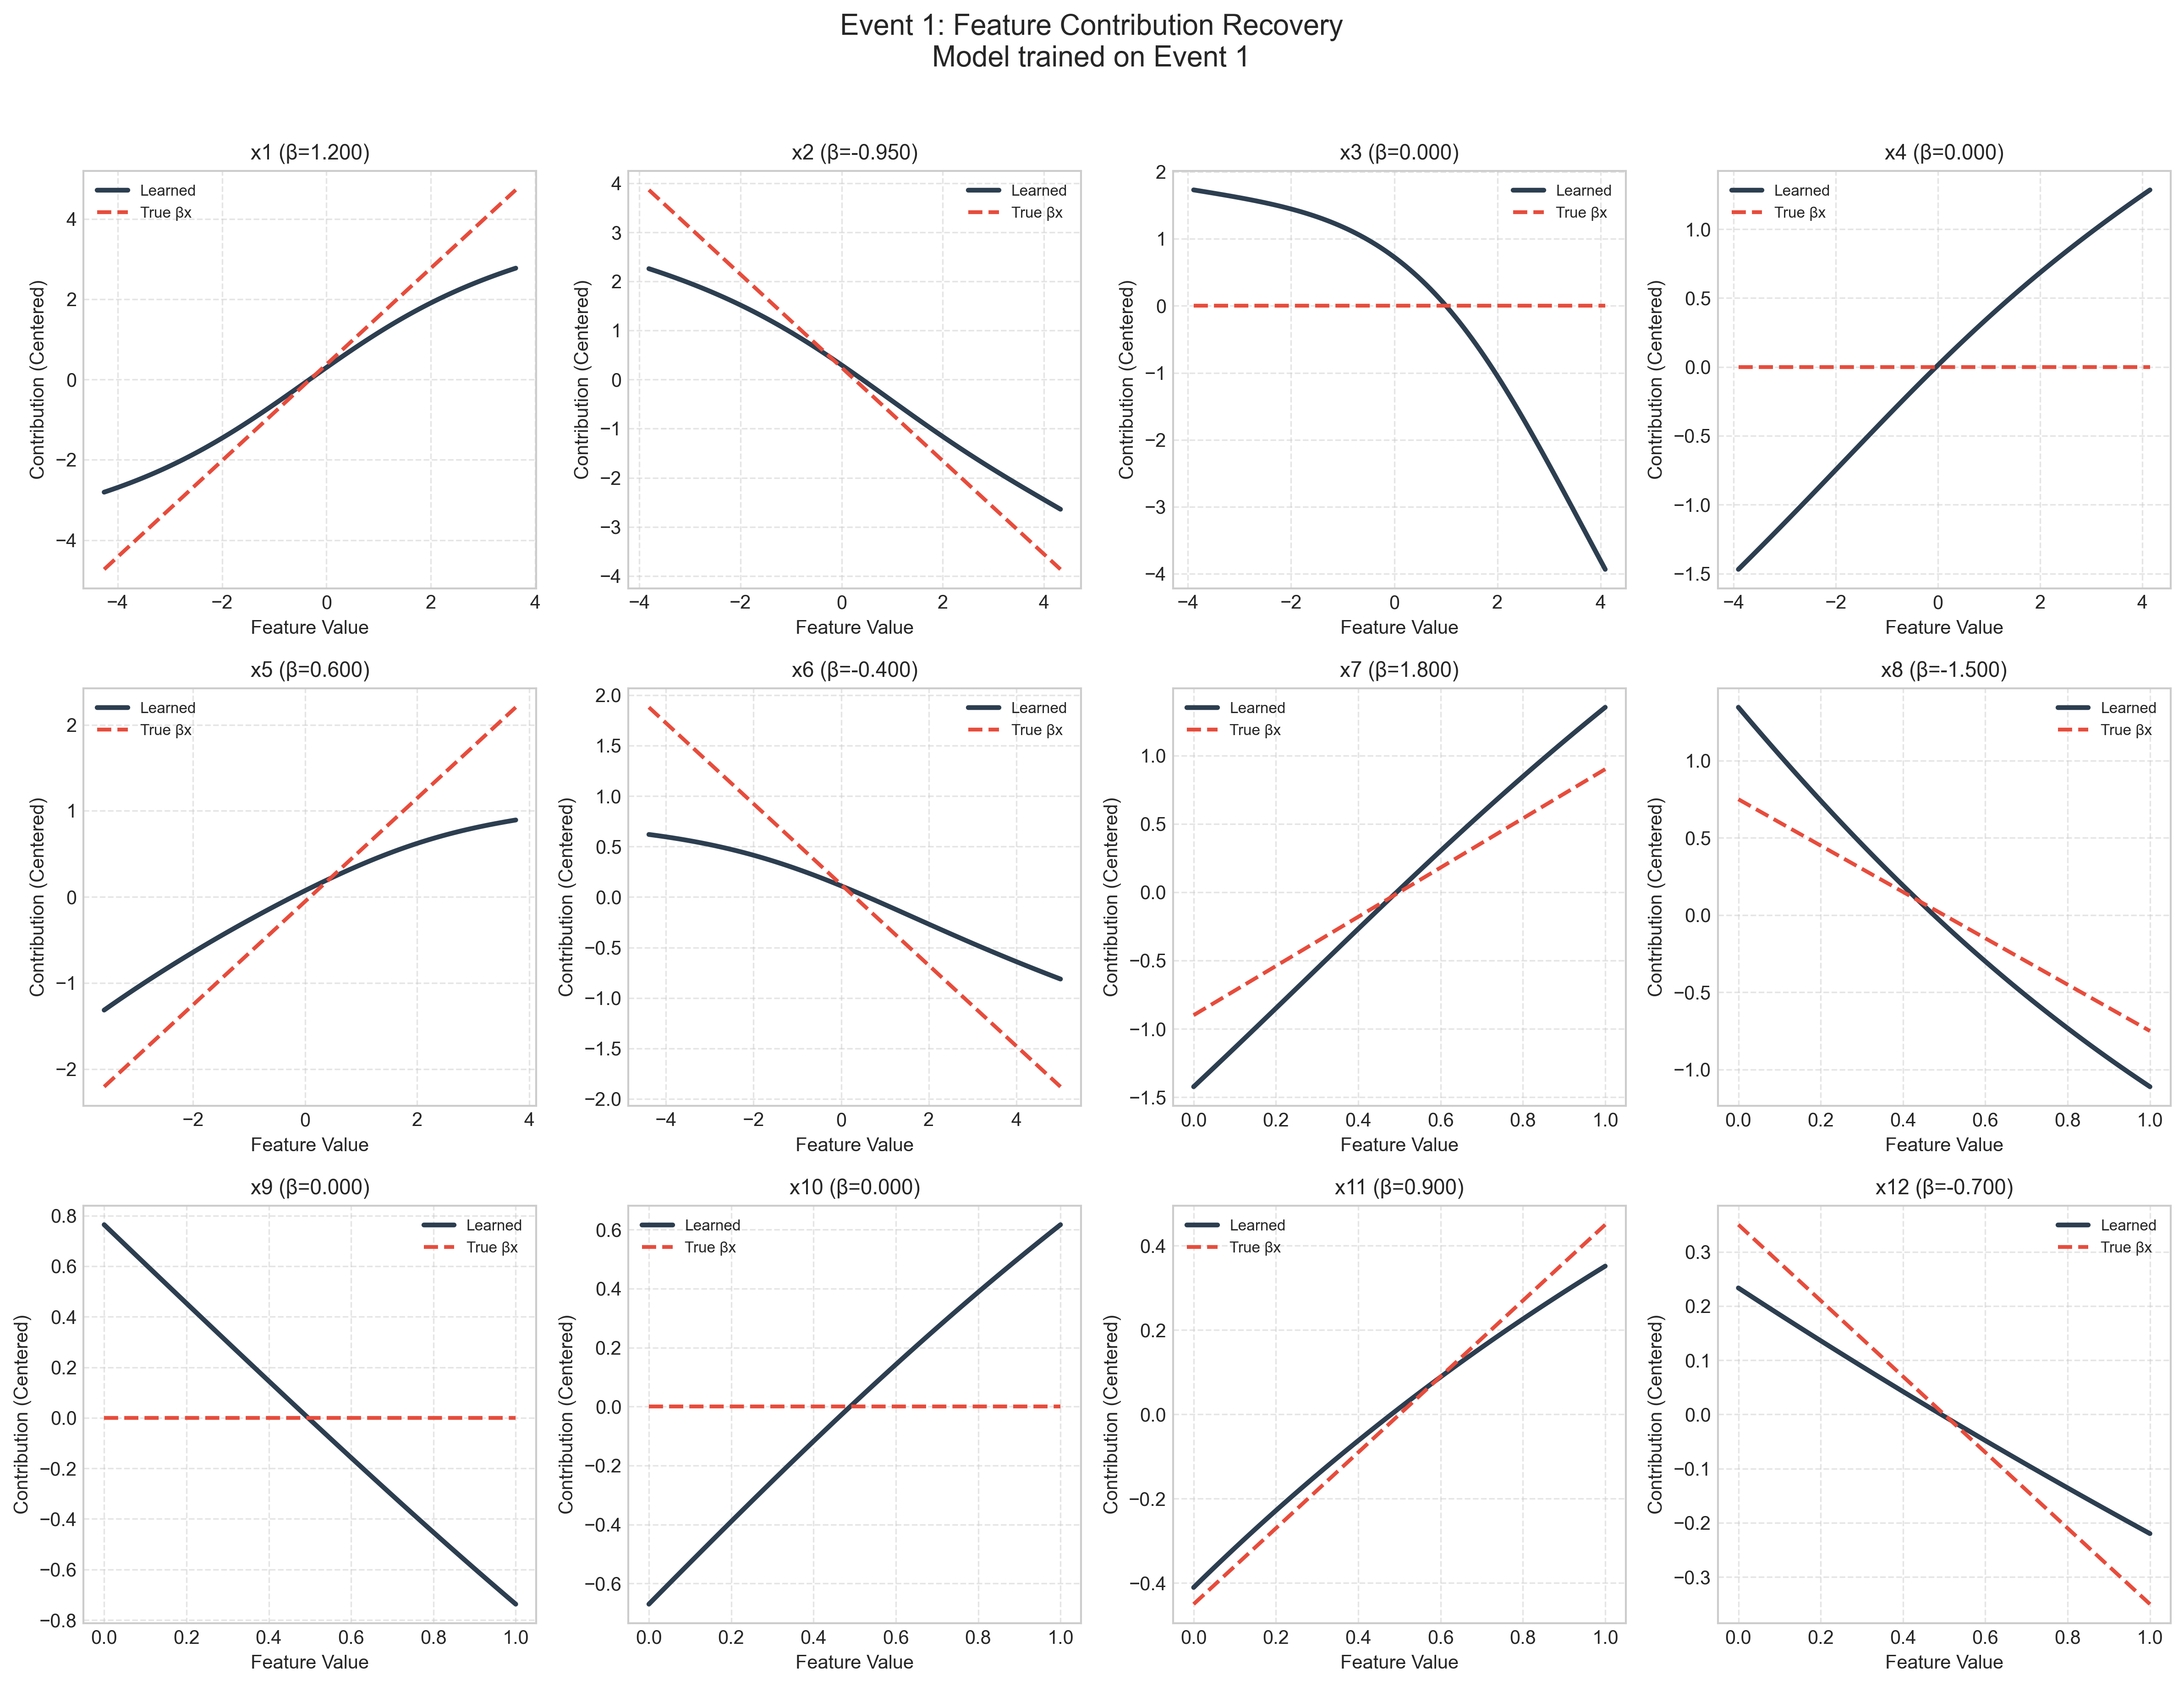 Event 1: Feature Contribution Recovery
Model trained on Event 1
x1 (β=1.200)
Learned
True βx
Contribution (Centered)
4
2
0
−2
−4
−4 −2 0 2 4
Feature Value
x2 (β=-0.950)
Learned
True βx
Contribution (Centered)
4
3
2
1
0
−1
−2
−3
−4
−4 −2 0 2 4
Feature Value
x3 (β=0.000)
Learned
True βx
Contribution (Centered)
2
1
0
−1
−2
−3
−4
−4 −2 0 2 4
Feature Value
x4 (β=0.000)
Learned
True βx
Contribution (Centered)
1.0
0.5
0.0
−0.5
−1.0
−1.5
−4 −2 0 2 4
Feature Value
x5 (β=0.600)
Learned
True βx
Contribution (Centered)
2
1
0
−1
−2
−2 0 2 4
Feature Value
x6 (β=-0.400)
Learned
True βx
Contribution (Centered)
2.0
1.5
1.0
0.5
0.0
−0.5
−1.0
−1.5
−2.0
−4 −2 0 2 4
Feature Value
x7 (β=1.800)
Learned
True βx
Contribution (Centered)
1.0
0.5
0.0
−0.5
−1.0
−1.5
0.0 0.2 0.4 0.6 0.8 1.0
Feature Value
x8 (β=-1.500)
Learned
True βx
Contribution (Centered)
1.0
0.5
0.0
−0.5
−1.0
0.0 0.2 0.4 0.6 0.8 1.0
Feature Value
x9 (β=0.000)
Learned
True βx
Contribution (Centered)
0.8
0.6
0.4
0.2
0.0
−0.2
−0.4
−0.6
−0.8
0.0 0.2 0.4 0.6 0.8 1.0
Feature Value
x10 (β=0.000)
Learned
True βx
Contribution (Centered)
0.6
0.4
0.2
0.0
−0.2
−0.4
−0.6
0.0 0.2 0.4 0.6 0.8 1.0
Feature Value
x11 (β=0.900)
Learned
True βx
Contribution (Centered)
0.4
0.2
0.0
−0.2
−0.4
0.0 0.2 0.4 0.6 0.8 1.0
Feature Value
x12 (β=-0.700)
Learned
True βx
Contribution (Centered)
0.3
0.2
0.1
0.0
−0.1
−0.2
−0.3
0.0 0.2 0.4 0.6 0.8 1.0
Feature Value